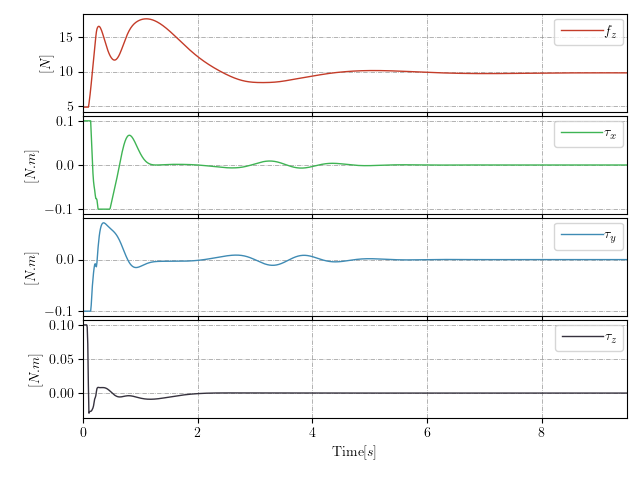 [N]
15
10
5
f_z
[N.m]
0.1
0.0
−0.1
τ_x
[N.m]
0.0
−0.1
τ_y
[N.m]
0.10
0.05
0.00
τ_z
0 2 4 6 8
Time[s]